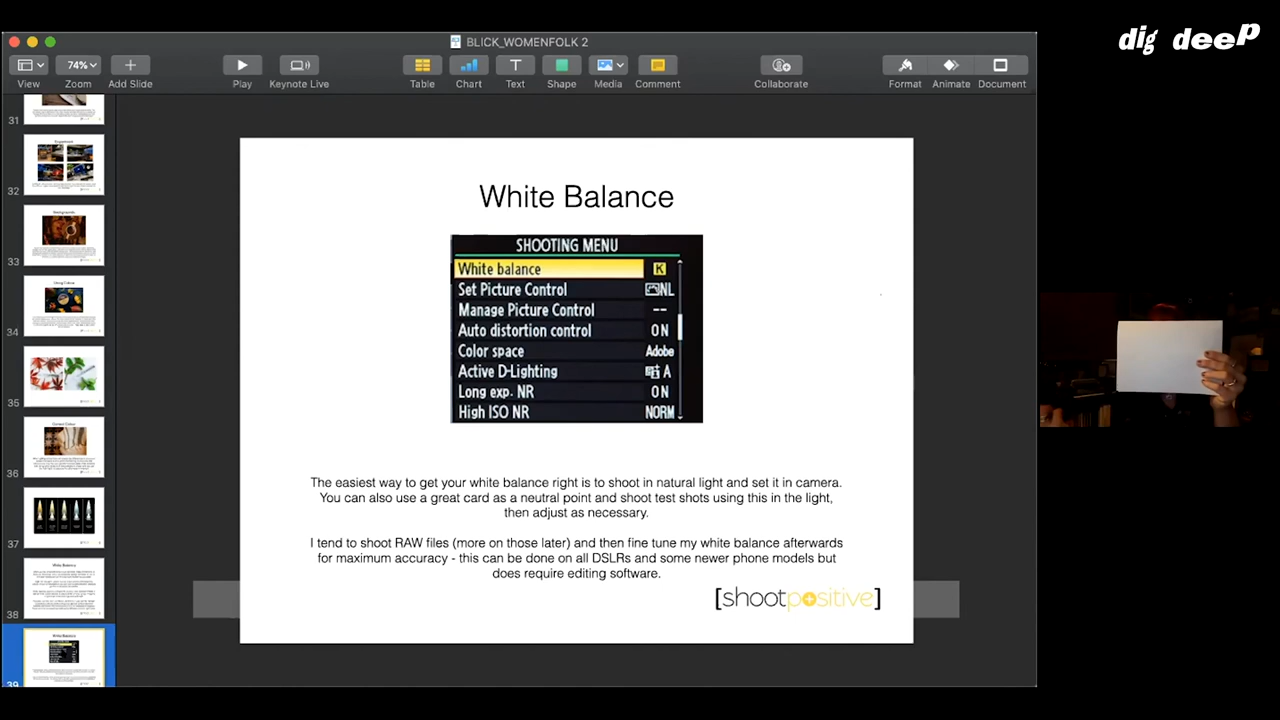 dig deep
BLICK_WOMENFOLK 2
74%
View Zoom Add Slide Play Keynote Live Table Chart Text Shape Media Comment Collaborate Format Animate Document
31
32
33
34
35
36
37
38
39
White Balance
SHOOTING MENU
White balance K
Set Picture Control NL
Manage Picture Control --
Auto distortion control ON
Color space Adobe
Active D-Lighting A
Long exp. NR ON
High ISO NR NORM
The easiest way to get your white balance right is to shoot in natural light and set it in camera.
You can also use a great card as a neutral point and shoot test shots using this in the light,
then adjust as necessary.
I tend to shoot RAW files (more on these later) and then fine tune my white balance afterwards
for maximum accuracy - this can be done on all DSLRs and some newer phone models but
does require editing software.
[shootpositive]